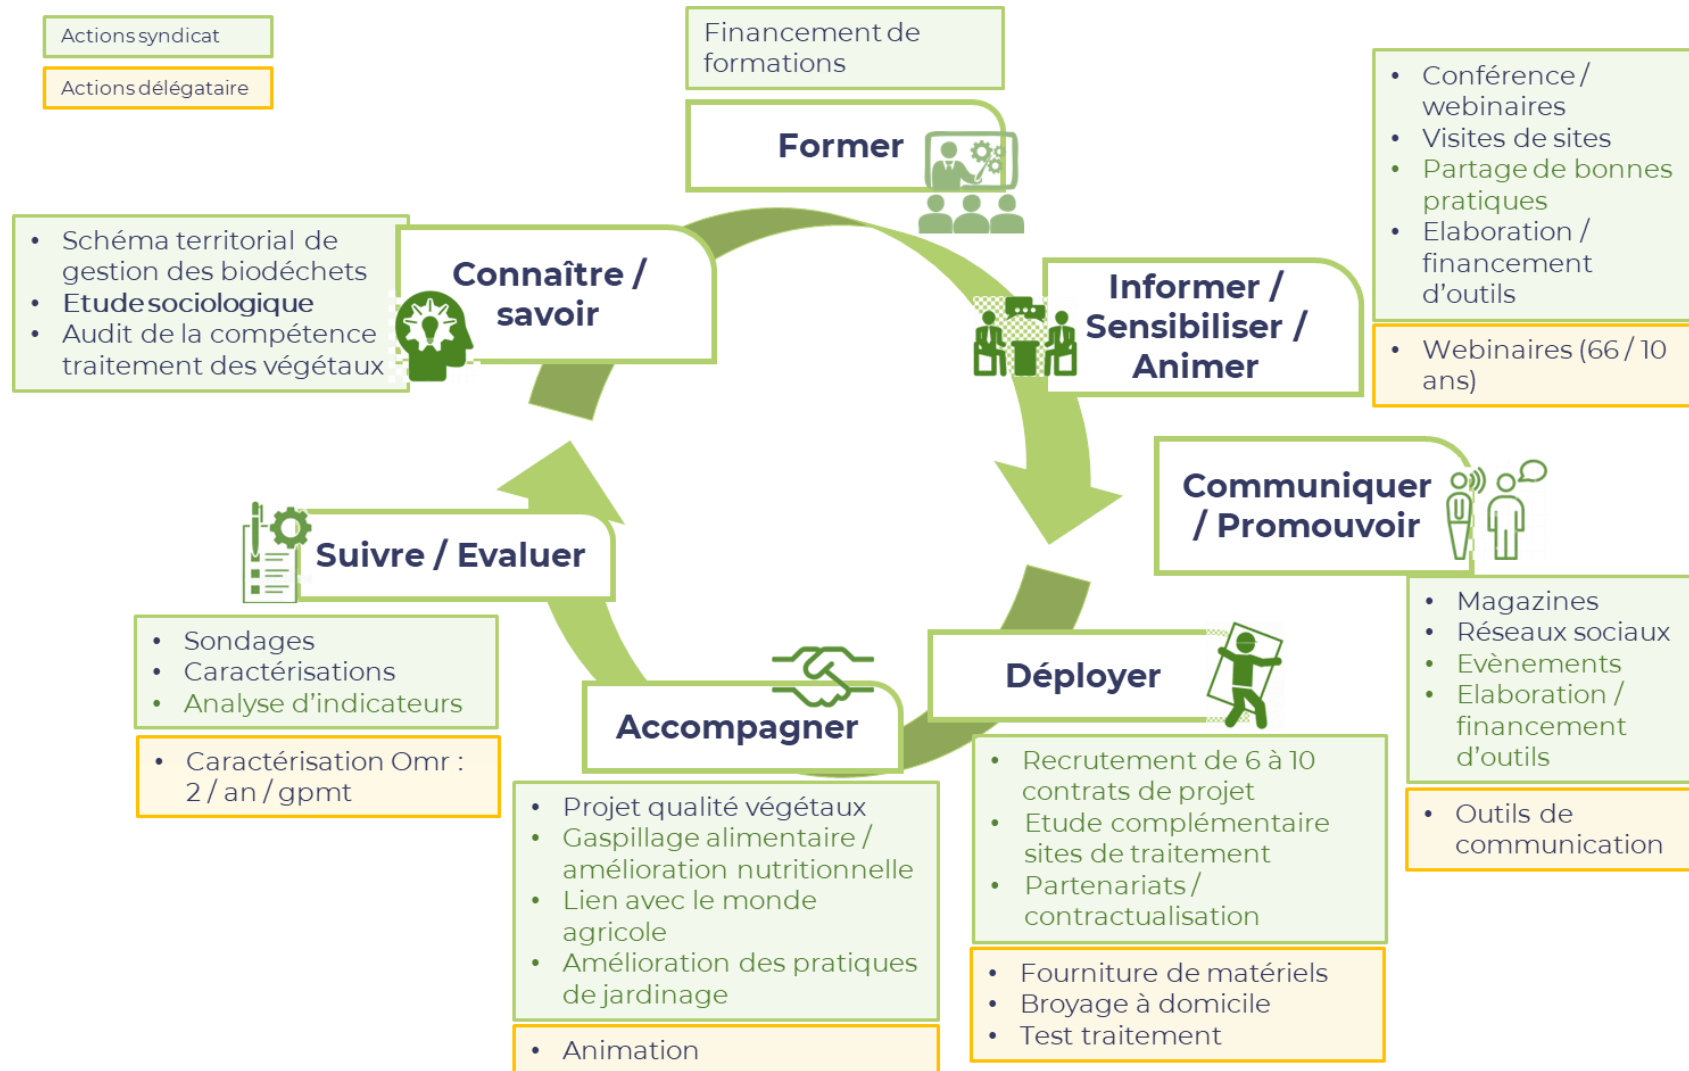 Actions syndicat
Actions délégataire
Financement de
formations
Former
• Conférence /
webinaires
• Visites de sites
• Partage de bonnes
pratiques
• Elaboration /
financement
d'outils
• Webinaires (66 / 10
ans)
Informer /
Sensibiliser /
Animer
• Schéma territorial de
gestion des biodéchets
• Etude sociologique
• Audit de la compétence
traitement des végétaux
Connaître /
savoir
Communiquer
/ Promouvoir
• Magazines
• Réseaux sociaux
• Evènements
• Elaboration /
financement
d'outils
• Outils de
communication
Suivre / Evaluer
• Sondages
• Caractérisations
• Analyse d'indicateurs
• Caractérisation Omr :
2 / an / gpmt
Déployer
• Recrutement de 6 à 10
contrats de projet
• Etude complémentaire
sites de traitement
• Partenariats /
contractualisation
• Fourniture de matériels
• Broyage à domicile
• Test traitement
Accompagner
• Projet qualité végétaux
• Gaspillage alimentaire /
amélioration nutritionnelle
• Lien avec le monde
agricole
• Amélioration des pratiques
de jardinage
• Animation